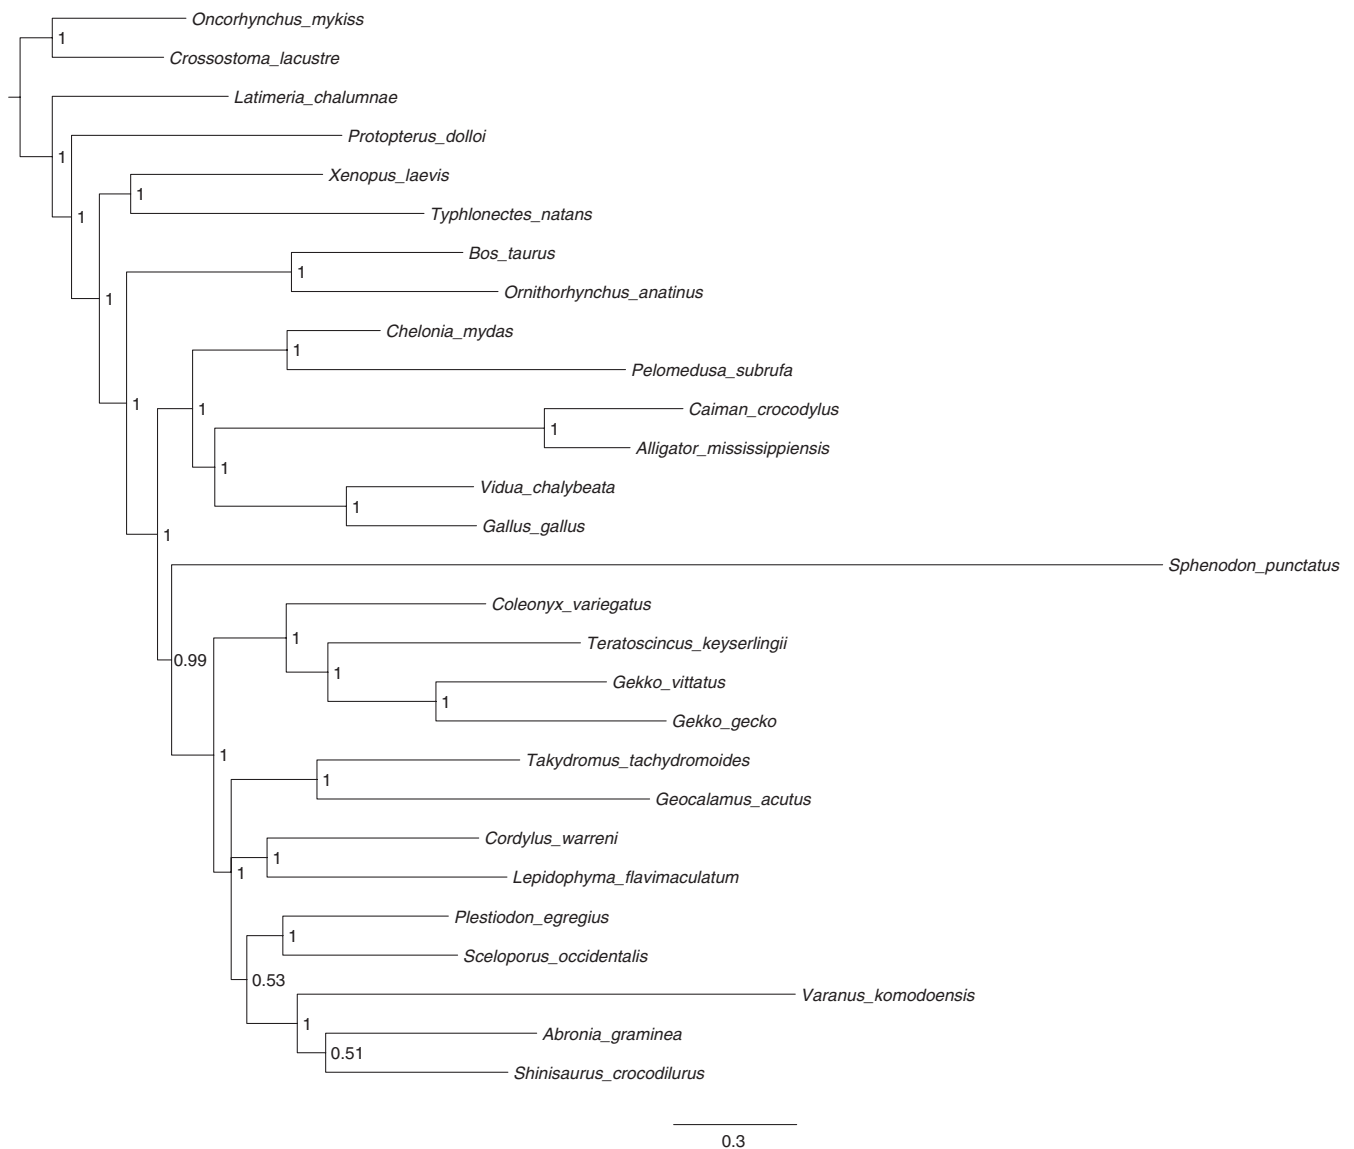 Oncorhynchus_mykiss
1
Crossostoma_lacustre
Latimeria_chalumnae
Protopterus_dolloi
1
Xenopus_laevis
1
Typhlonectes_natans
1
Bos_taurus
1
Ornithorhynchus_anatinus
1
Chelonia_mydas
1
Pelomedusa_subrufa
1
1
Caiman_crocodylus
1
Alligator_mississippiensis
1
Vidua_chalybeata
1
Gallus_gallus
1
Sphenodon_punctatus
Coleonyx_variegatus
1
Teratoscincus_keyserlingii
0.99
1
Gekko_vittatus
1
Gekko_gecko
1
Takydromus_tachydromoides
1
Geocalamus_acutus
Cordylus_warreni
1
1
Lepidophyma_flavimaculatum
Plestiodon_egregius
1
Sceloporus_occidentalis
0.53
Varanus_komodoensis
1
Abronia_graminea
0.51
Shinisaurus_crocodilurus
0.3